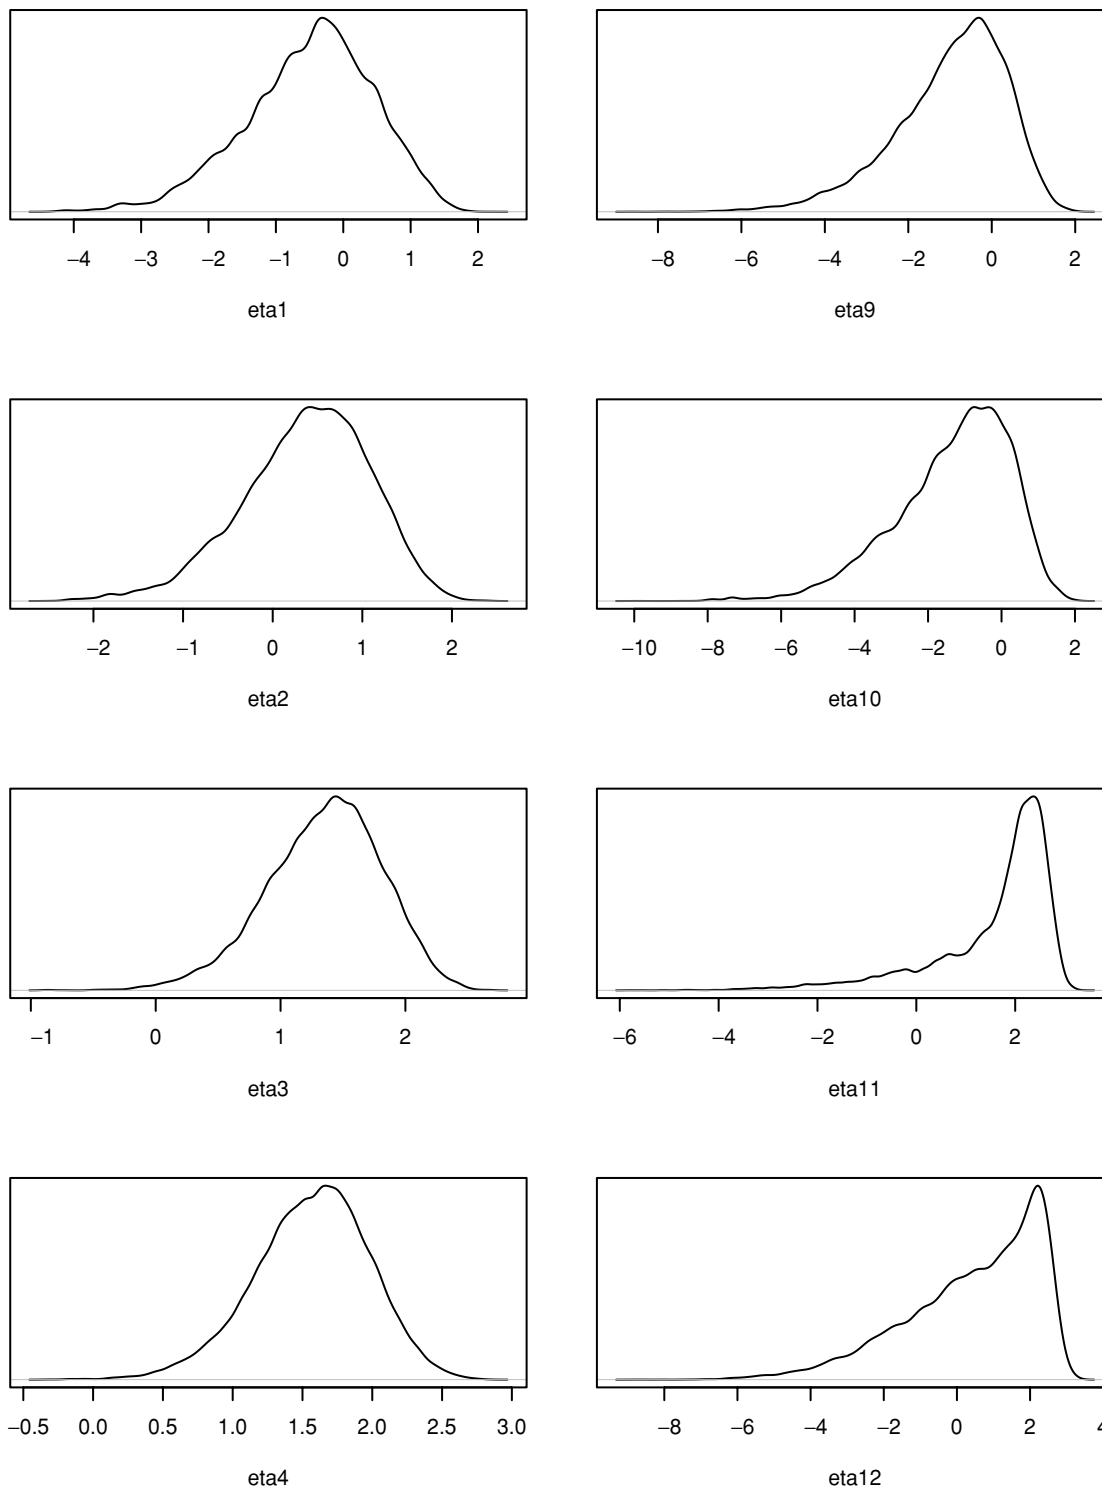 −4 −3 −2 −1 0 1 2
eta1
−8 −6 −4 −2 0 2
eta9
−2 −1 0 1 2
eta2
−10 −8 −6 −4 −2 0 2
eta10
−1 0 1 2
eta3
−6 −4 −2 0 2
eta11
−0.5 0.0 0.5 1.0 1.5 2.0 2.5 3.0
eta4
−8 −6 −4 −2 0 2 4
eta12